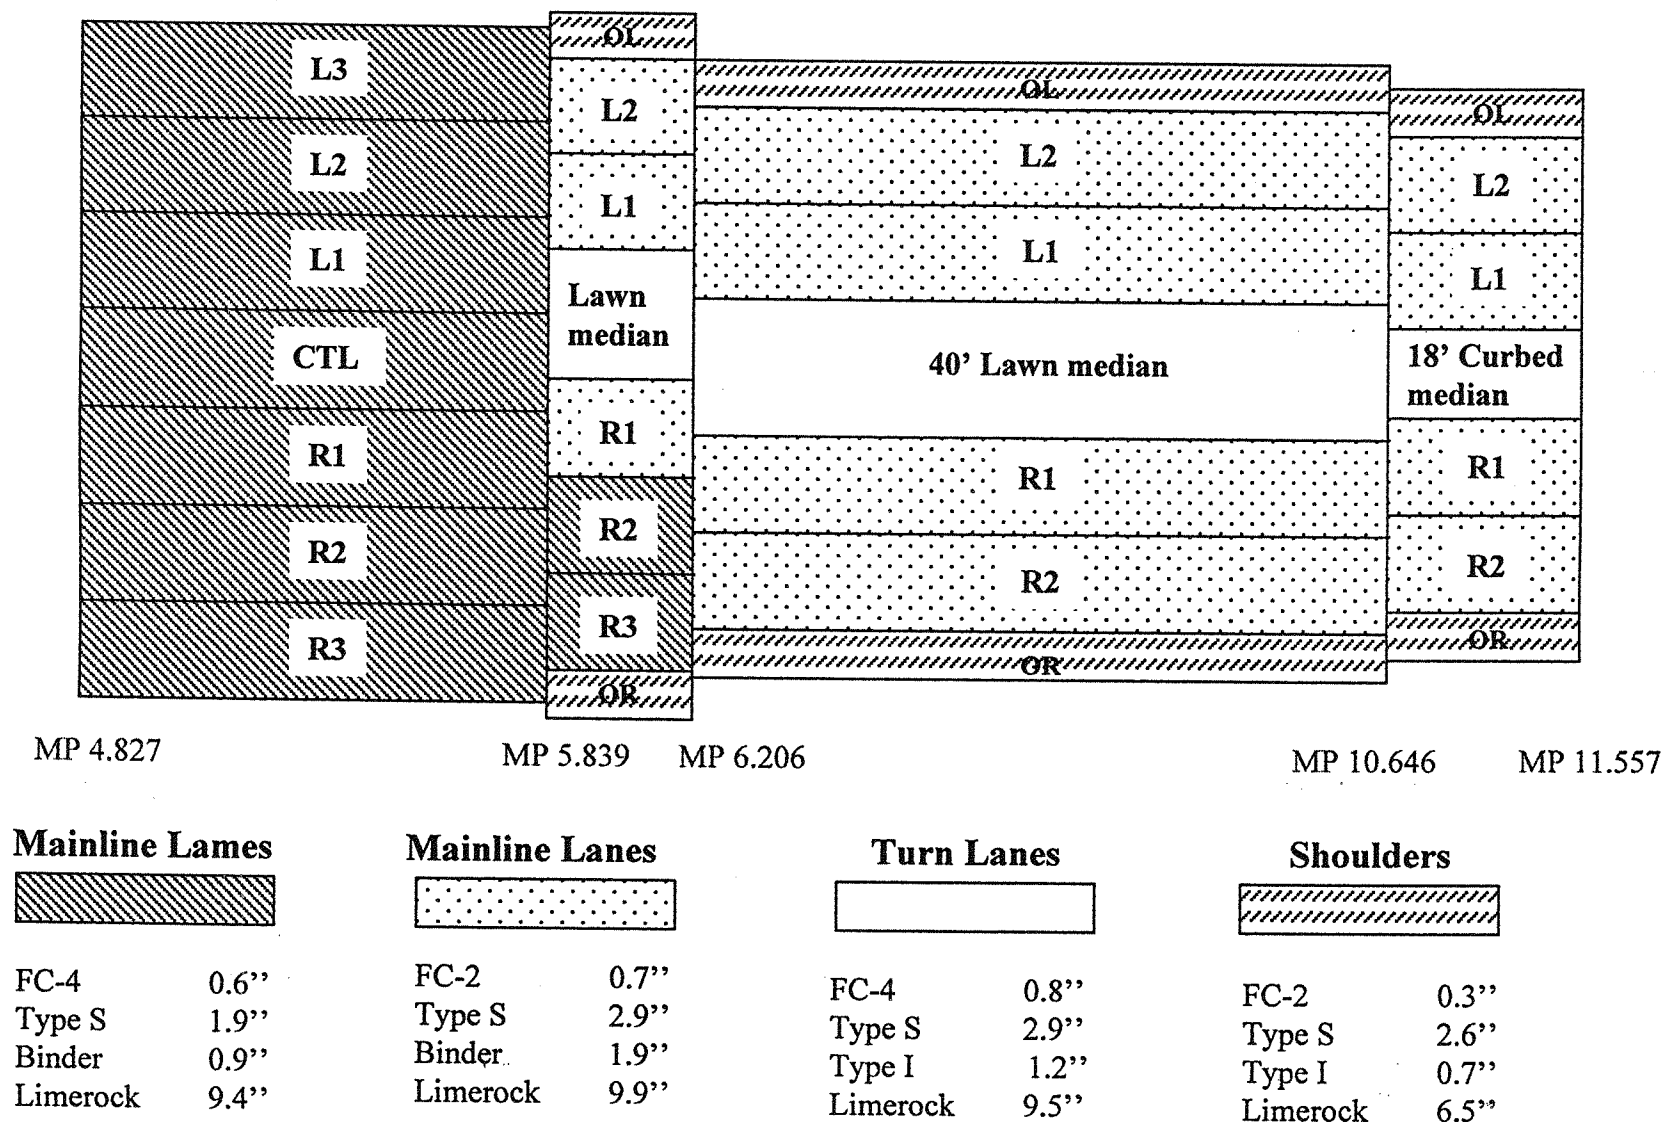 L3
L2
L1
CTL
R1
R2
R3
OL
L2
L1
Lawn
median
R1
R2
R3
OR
OL
L2
L1
40’ Lawn median
R1
R2
OR
OL
L2
L1
18’ Curbed
median
R1
R2
OR
MP 4.827 MP 5.839 MP 6.206 MP 10.646 MP 11.557
Mainline Lames
FC-4 0.6’’
Type S 1.9’’
Binder 0.9’’
Limerock 9.4’’
Mainline Lanes
FC-2 0.7’’
Type S 2.9’’
Binder 1.9’’
Limerock 9.9’’
Turn Lanes
FC-4 0.8’’
Type S 2.9’’
Type I 1.2’’
Limerock 9.5’’
Shoulders
FC-2 0.3’’
Type S 2.6’’
Type I 0.7’’
Limerock 6.5’’